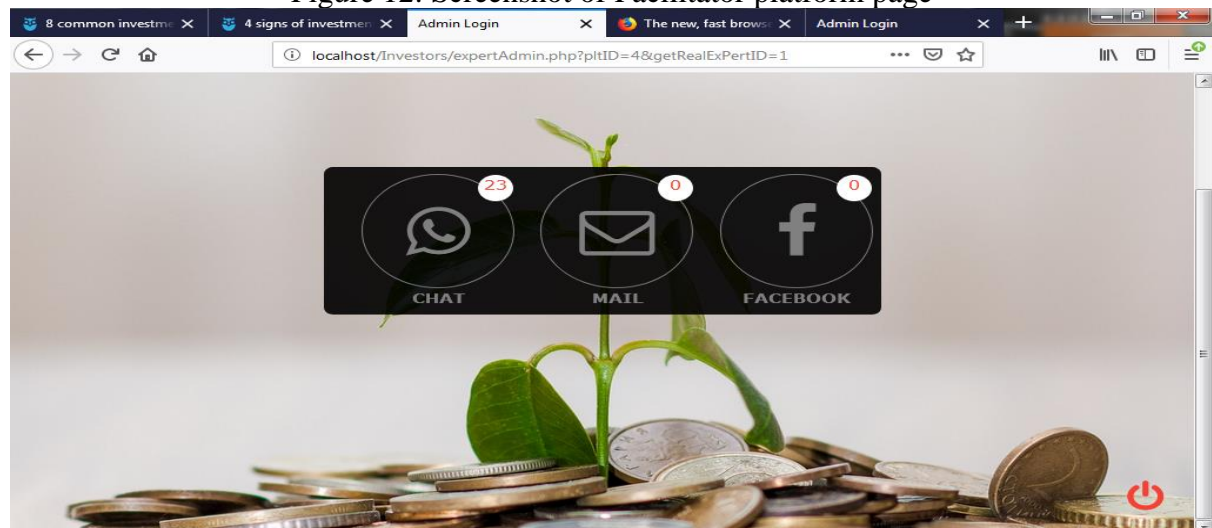 Figure 12: Screenshot of Facilitator platform page
8 common investme
4 signs of investmen
Admin Login
The new, fast brows
Admin Login
localhost/Investors/expertAdmin.php?pltID=4&getRealExPertID=1
23
0
0
CHAT
MAIL
FACEBOOK